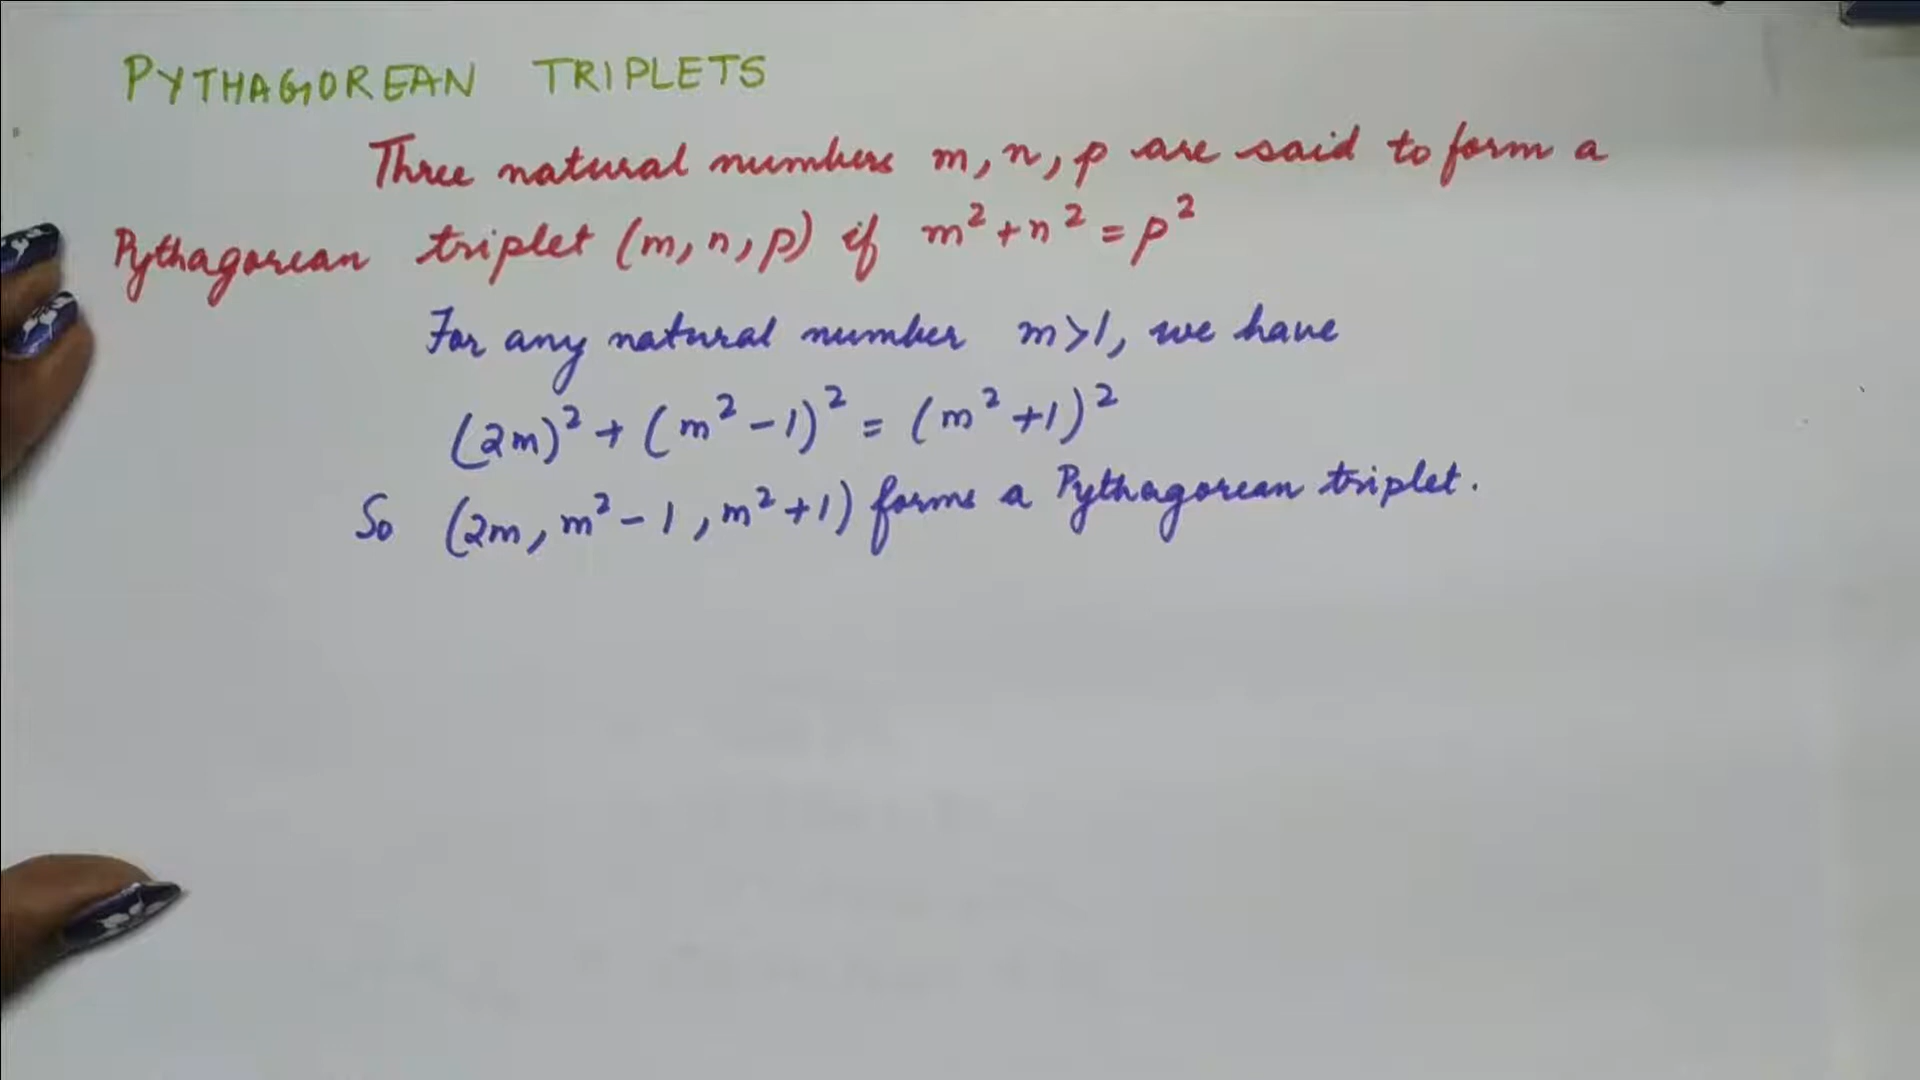 PYTHAGOREAN TRIPLETS
Three natural numbers m, n, p are said to form a
Pythagorean triplet (m, n, p) if m² + n² = p²
For any natural number m>1, we have
(2m)² + (m² - 1)² = (m² + 1)²
So (2m, m² - 1, m² + 1) forms a Pythagorean triplet.